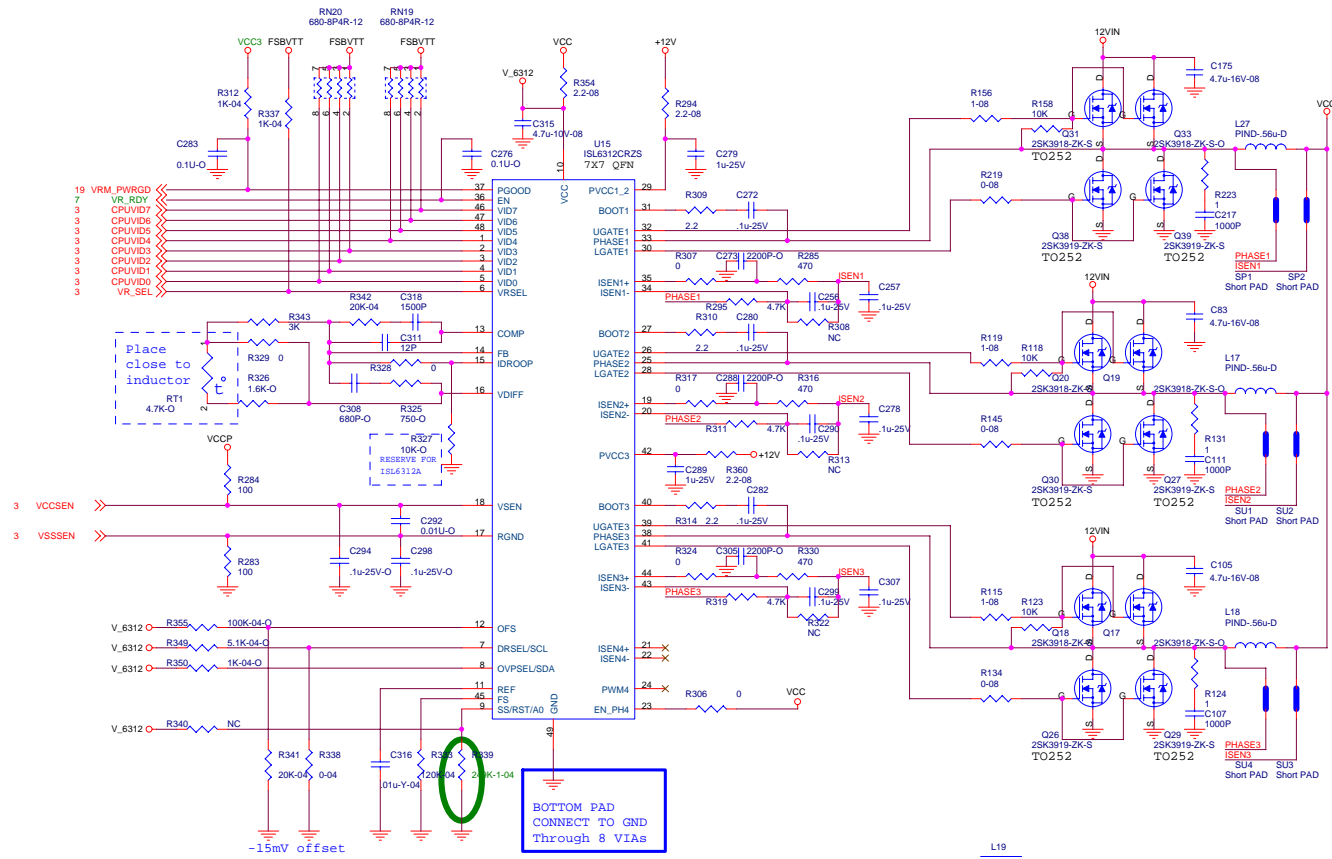 RN20
680-8P4R-12
RN19
680-8P4R-12
VCC3
FSBVTT
FSBVTT
FSBVTT
VCC
+12V
V_6312
R354
2.2-08
R312
1K-04
R337
1K-04
R294
2.2-08
C315
4.7u-10V-08
C283
0.1U-O
C276
0.1U-O
U15
ISL6312CRZS
7X7 QFN
C279
1u-25V
7 5 3 1
8 6 4 2
7 5 3 1
8 6 4 2
19 VRM_PWRGD
7 VR_RDY
3 CPUVID7
3 CPUVID6
3 CPUVID5
3 CPUVID4
3 CPUVID3
3 CPUVID2
3 CPUVID1
3 CPUVID0
3 VR_SEL
37 PGOOD
36 EN
46 VID7
47 VID6
48 VID5
1 VID4
2 VID3
3 VID2
4 VID1
5 VID0
6 VRSEL
13 COMP
14 FB
15 IDROOP
16 VDIFF
18 VSEN
17 RGND
12 OFS
7 DRSEL/SCL
8 OVPSEL/SDA
11 REF
45 FS
9 SS/RST/A0
10 VCC
49 GND
PVCC1_2 29
BOOT1 31
UGATE1 32
PHASE1 33
LGATE1 30
ISEN1+ 35
ISEN1- 34
BOOT2 27
UGATE2 26
PHASE2 25
LGATE2 28
ISEN2+ 19
ISEN2- 20
PVCC3 42
BOOT3 40
UGATE3 39
PHASE3 38
LGATE3 41
ISEN3+ 44
ISEN3- 43
ISEN4+ 21
ISEN4- 22
PWM4 24
EN_PH4 23
R342
20K-04
C318
1500P
R343
3K
C311
12P
R329 0
R328 0
R326
1.6K-O
C308
680P-O
R325
750-O
Place
close to
inductor
1
t°
RT1
4.7K-O
2
R327
10K-O
RESERVE FOR
ISL6312A
VCCP
R284
100
3 VCCSEN
3 VSSSEN
R283
100
C292
0.01U-O
C294
.1u-25V-O
C298
.1u-25V-O
V_6312 R355 100K-04-O
V_6312 R349 5.1K-04-O
V_6312 R350 1K-04-O
V_6312 R340 NC
R341
20K-04
R338
0-04
C316
.01u-Y-04
120K-04
-15mV offset
BOTTOM PAD
CONNECT TO GND
Through 8 VIAs
R309
2.2
C272
.1u-25V
R307
0
C273 2200P-O
R285
470
ISEN1
PHASE1
R295 4.7K
C256
.1u-25V
C257
.1u-25V
R308
NC
R310
2.2
C280
.1u-25V
R317
0
C288 2200P-O
R316
470
ISEN2
PHASE2
R311 4.7K
C290
.1u-25V
C278
.1u-25V
R313
NC
+12V
C289
1u-25V
R360
2.2-08
C282
.1u-25V
R314 2.2
R324
0
C305 2200P-O
R330
470
ISEN3
PHASE3
R319 4.7K
C299
.1u-25V
C307
.1u-25V
R322
NC
R306 0
VCC
12VIN
C175
4.7u-16V-08
R156
1-08
R158
10K
D
G
S
Q31
2SK3918-ZK-S
TO252
Q33
2SK3918-ZK-S-O
TO252
L27
PIND-.56u-D
R219
0-08
R223
1
C217
1000P
Q38
2SK3919-ZK-S
TO252
Q39
2SK3919-ZK-S
TO252
PHASE1
ISEN1
SP1
Short PAD
SP2
Short PAD
12VIN
C83
4.7u-16V-08
R119
1-08
R118
10K
Q20
2SK3918-ZK-S
Q19
2SK3918-ZK-S-O
L17
PIND-.56u-D
R145
0-08
R131
1
C111
1000P
Q30
2SK3919-ZK-S
TO252
Q27
2SK3919-ZK-S
TO252
PHASE2
ISEN2
SU1
Short PAD
SU2
Short PAD
12VIN
C105
4.7u-16V-08
R115
1-08
R123
10K
Q18
2SK3918-ZK-S
Q17
2SK3918-ZK-S-O
L18
PIND-.56u-D
R134
0-08
R124
1
C107
1000P
Q26
2SK3919-ZK-S
TO252
Q29
2SK3919-ZK-S
TO252
PHASE3
ISEN3
SU4
Short PAD
SU3
Short PAD
L19